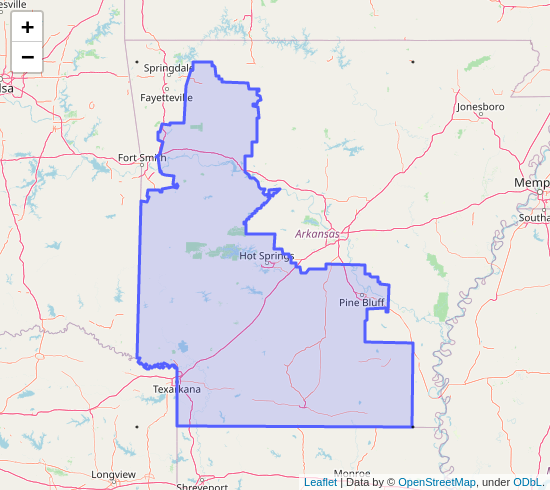 esville
+
−
Springdale
Fayetteville
Jonesboro
lsa
Fort Smith
Memp
Southa
Arkansas
Hot Springs
Pine Bluff
Texarkana
Longview
Monroe
Shreveport
Leaflet | Data by © OpenStreetMap, under ODbL.